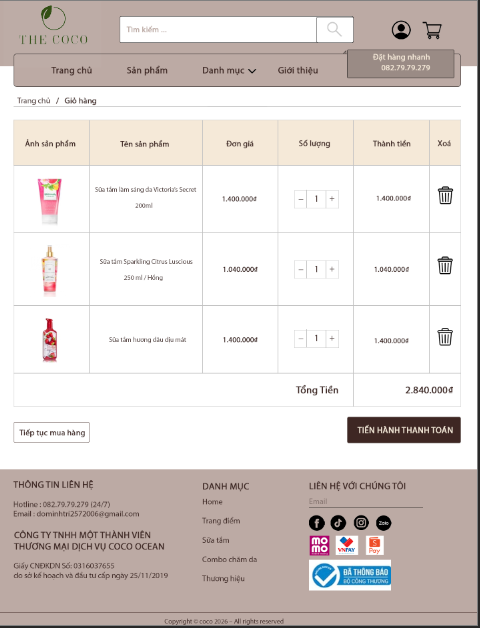 THE COCO
Tìm kiếm ...
Đặt hàng nhanh
082.79.79.279
Trang chủ
Sản phẩm
Danh mục
Giới thiệu
Trang chủ / Giỏ hàng
Ảnh sản phẩm
Tên sản phẩm
Đơn giá
Số lượng
Thành tiền
Xoá
Sữa tắm làm sáng da Victoria's Secret
200ml
1.400.000₫
– 1 +
1.400.000₫
Sữa tắm Sparkling Citrus Luscious
250 ml / Hồng
1.040.000₫
– 1 +
1.040.000₫
Sữa tắm hương dâu dịu mát
1.400.000₫
– 1 +
1.400.000₫
Tổng Tiền
2.840.000₫
Tiếp tục mua hàng
TIẾN HÀNH THANH TOÁN
THÔNG TIN LIÊN HỆ
Hotline : 082.79.79.279 (24/7)
Email : dominhtri2572006@gmail.com
CÔNG TY TNHH MỘT THÀNH VIÊN
THƯƠNG MẠI DỊCH VỤ COCO OCEAN
Giấy CNĐKDN Số: 0316037655
do sở kế hoạch và đầu tư cấp ngày 25/11/2019
DANH MỤC
Home
Trang điểm
Sữa tắm
Combo chăm da
Thương hiệu
LIÊN HỆ VỚI CHÚNG TÔI
Email
Zalo
mo
mo
VNPAY
S Pay
ĐÃ THÔNG BÁO
BỘ CÔNG THƯƠNG
Copyright © coco 2026 - All rights reserved